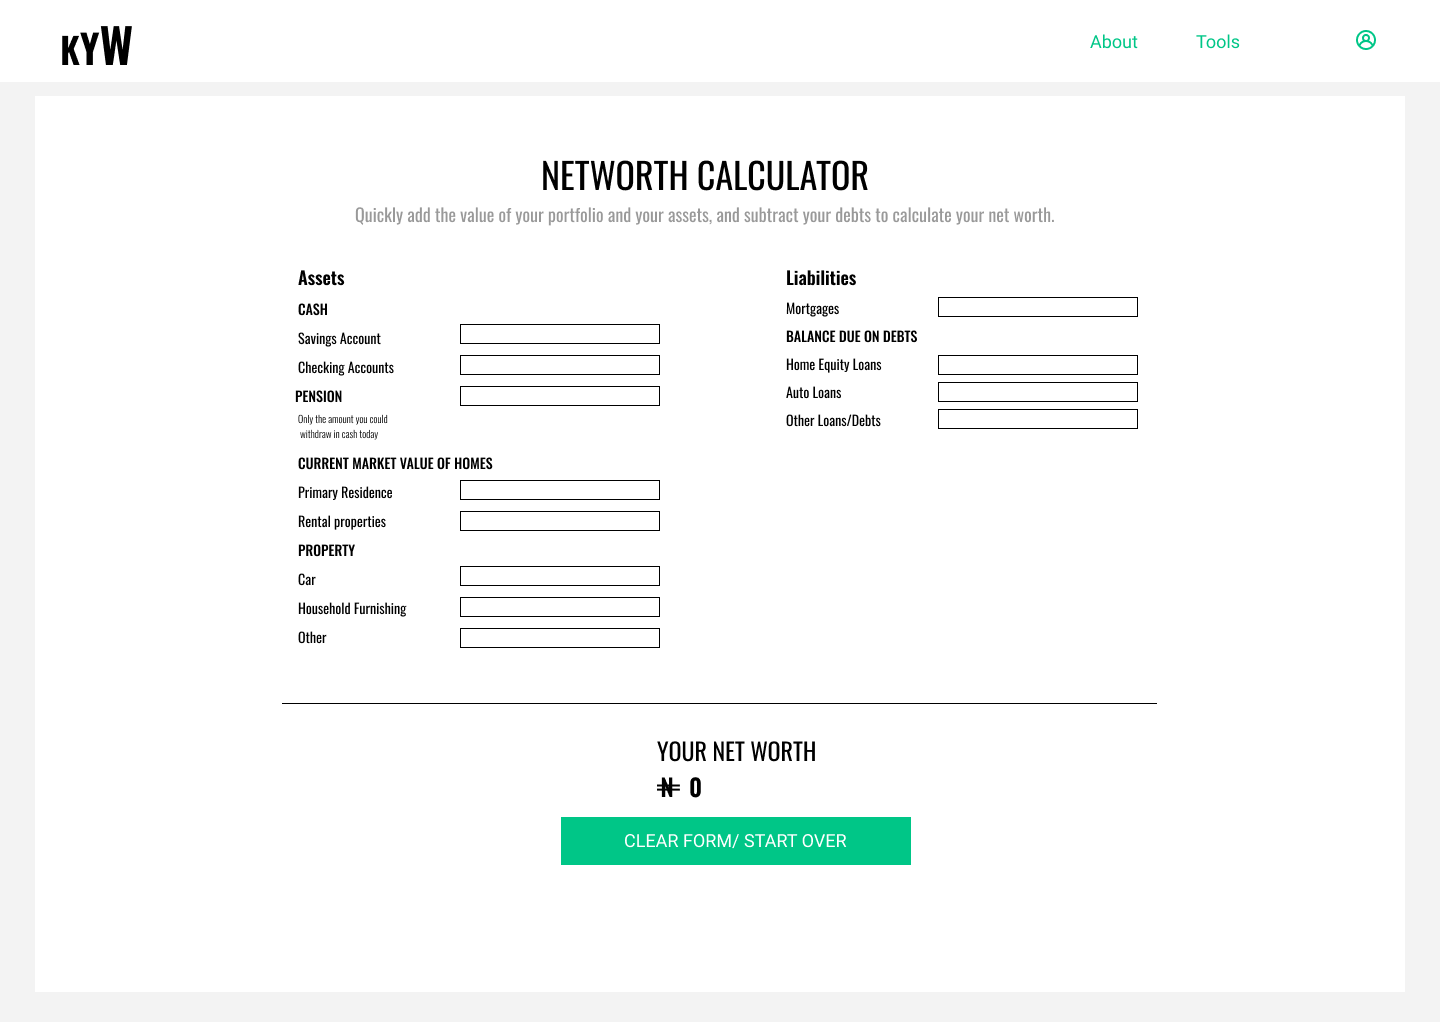 KYW
About
Tools
NETWORTH CALCULATOR
Quickly add the value of your portfolio and your assets, and subtract your debts to calculate your net worth.
Assets
CASH
Savings Account
Checking Accounts
PENSION
Only the amount you could
withdraw in cash today
CURRENT MARKET VALUE OF HOMES
Primary Residence
Rental properties
PROPERTY
Car
Household Furnishing
Other
Liabilities
Mortgages
BALANCE DUE ON DEBTS
Home Equity Loans
Auto Loans
Other Loans/Debts
YOUR NET WORTH
₦ 0
CLEAR FORM/ START OVER